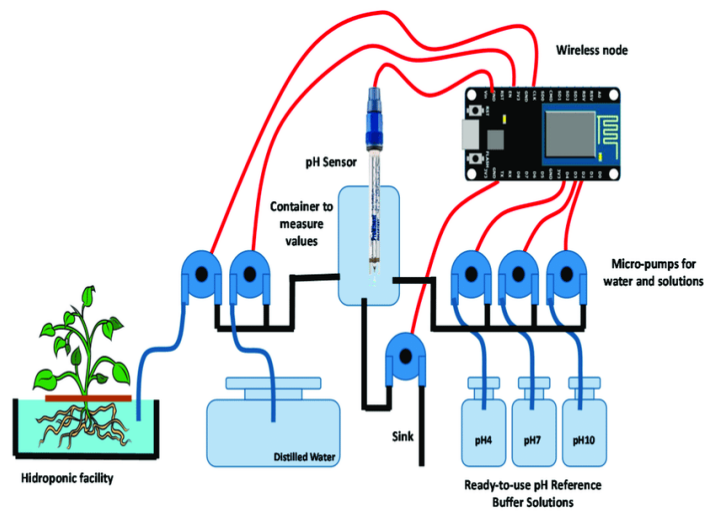 Wireless node
pH Sensor
Container to
measure
values
Micro-pumps for
water and solutions
Distilled Water
Sink
pH4
pH7
pH10
Hidroponic facility
Ready-to-use pH Reference
Buffer Solutions